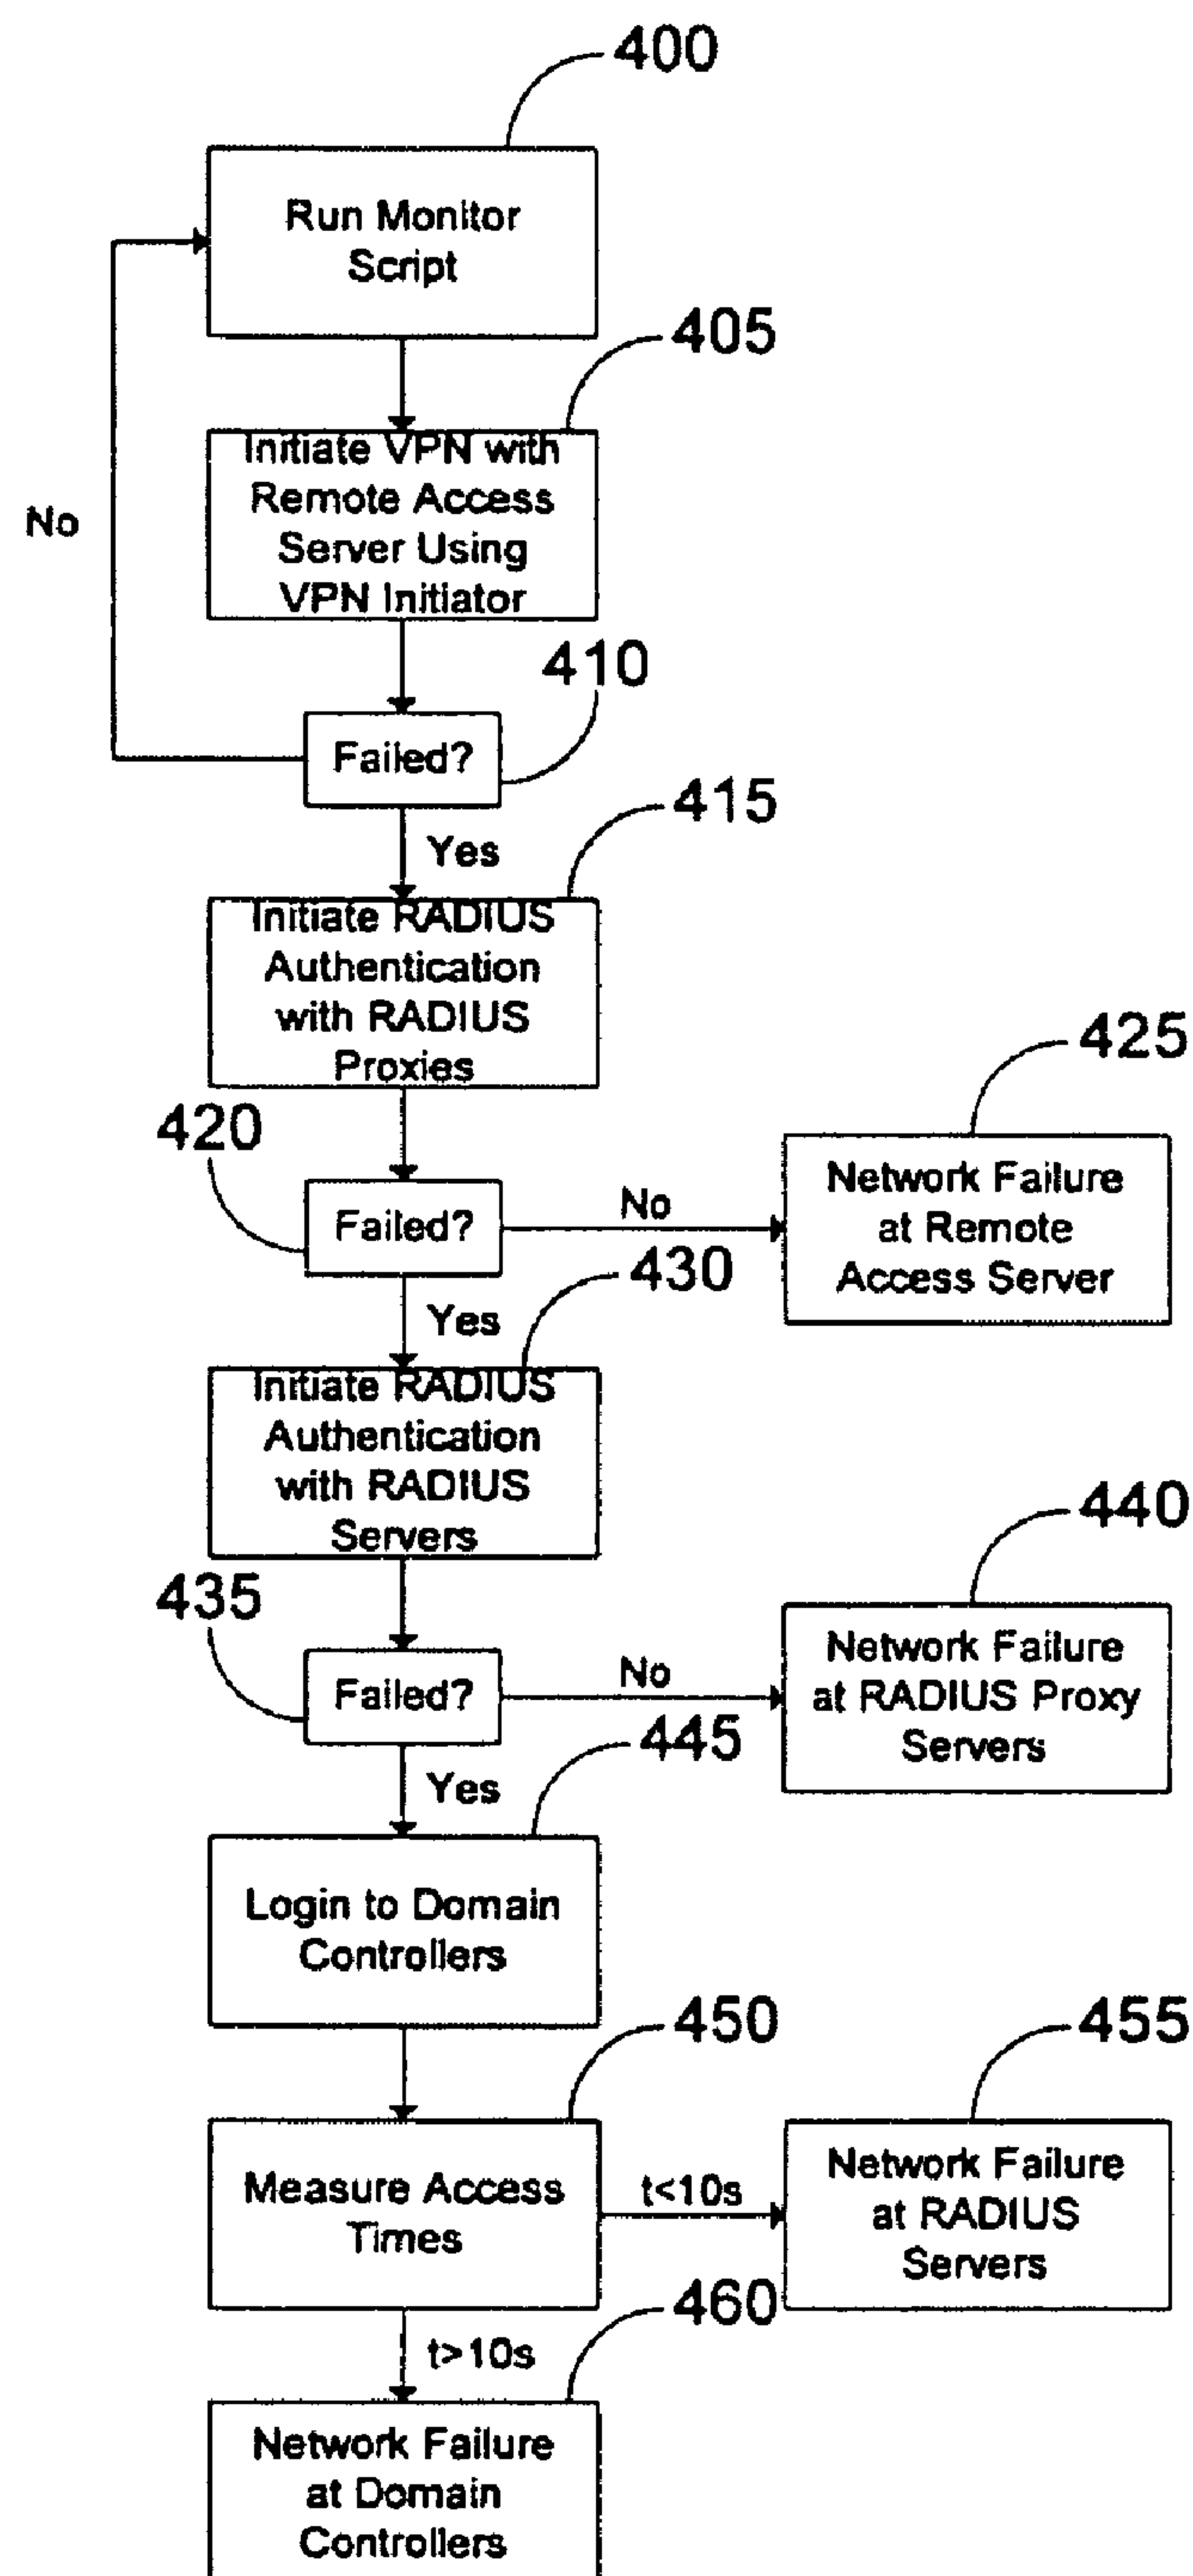 400
Run Monitor
Script
405
Initiate VPN with
Remote Access
Server Using
VPN Initiator
No
410
Failed?
415
Yes
Initiate RADIUS
Authentication
with RADIUS
Proxies
420
425
Failed?
No
Network Failure
at Remote
Access Server
430
Yes
Initiate RADIUS
Authentication
with RADIUS
Servers
435
440
Failed?
No
Network Failure
at RADIUS Proxy
Servers
445
Yes
Login to Domain
Controllers
450
455
Measure Access
Times
t<10s
Network Failure
at RADIUS
Servers
460
t>10s
Network Failure
at Domain
Controllers